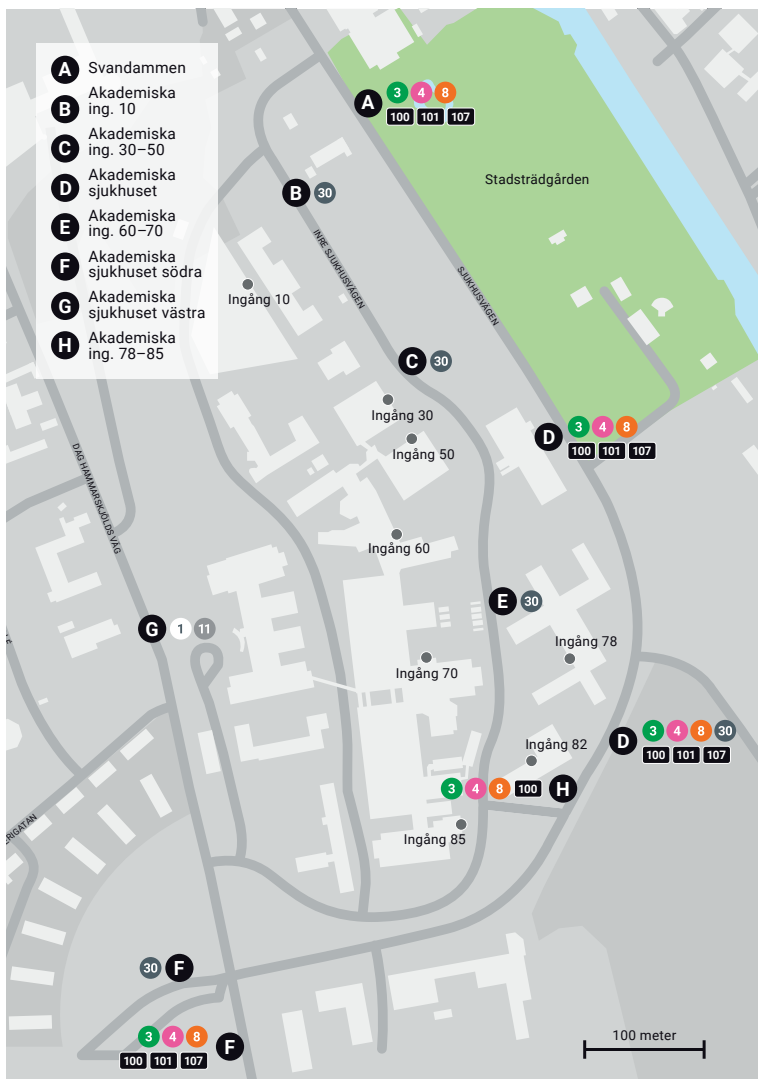 A Svandammen
B Akademiska
ing. 10
C Akademiska
ing. 30–50
D Akademiska
sjukhuset
E Akademiska
ing. 60–70
F Akademiska
sjukhuset södra
G Akademiska
sjukhuset västra
H Akademiska
ing. 78–85
A 3 4 8
100 101 107
Stadsträdgården
B 30
INRE SJUKHUSVÄGEN
SJUKHUSVÄGEN
Ingång 10
C 30
Ingång 30
D 3 4 8
100 101 107
Ingång 50
DAG HAMMARSKJÖLDS VÄG
Ingång 60
E 30
G 1 11
Ingång 78
Ingång 70
D 3 4 8 30
100 101 107
Ingång 82
3 4 8 100 H
Ingång 85
ERIGATAN
30 F
3 4 8 F
100 101 107
100 meter